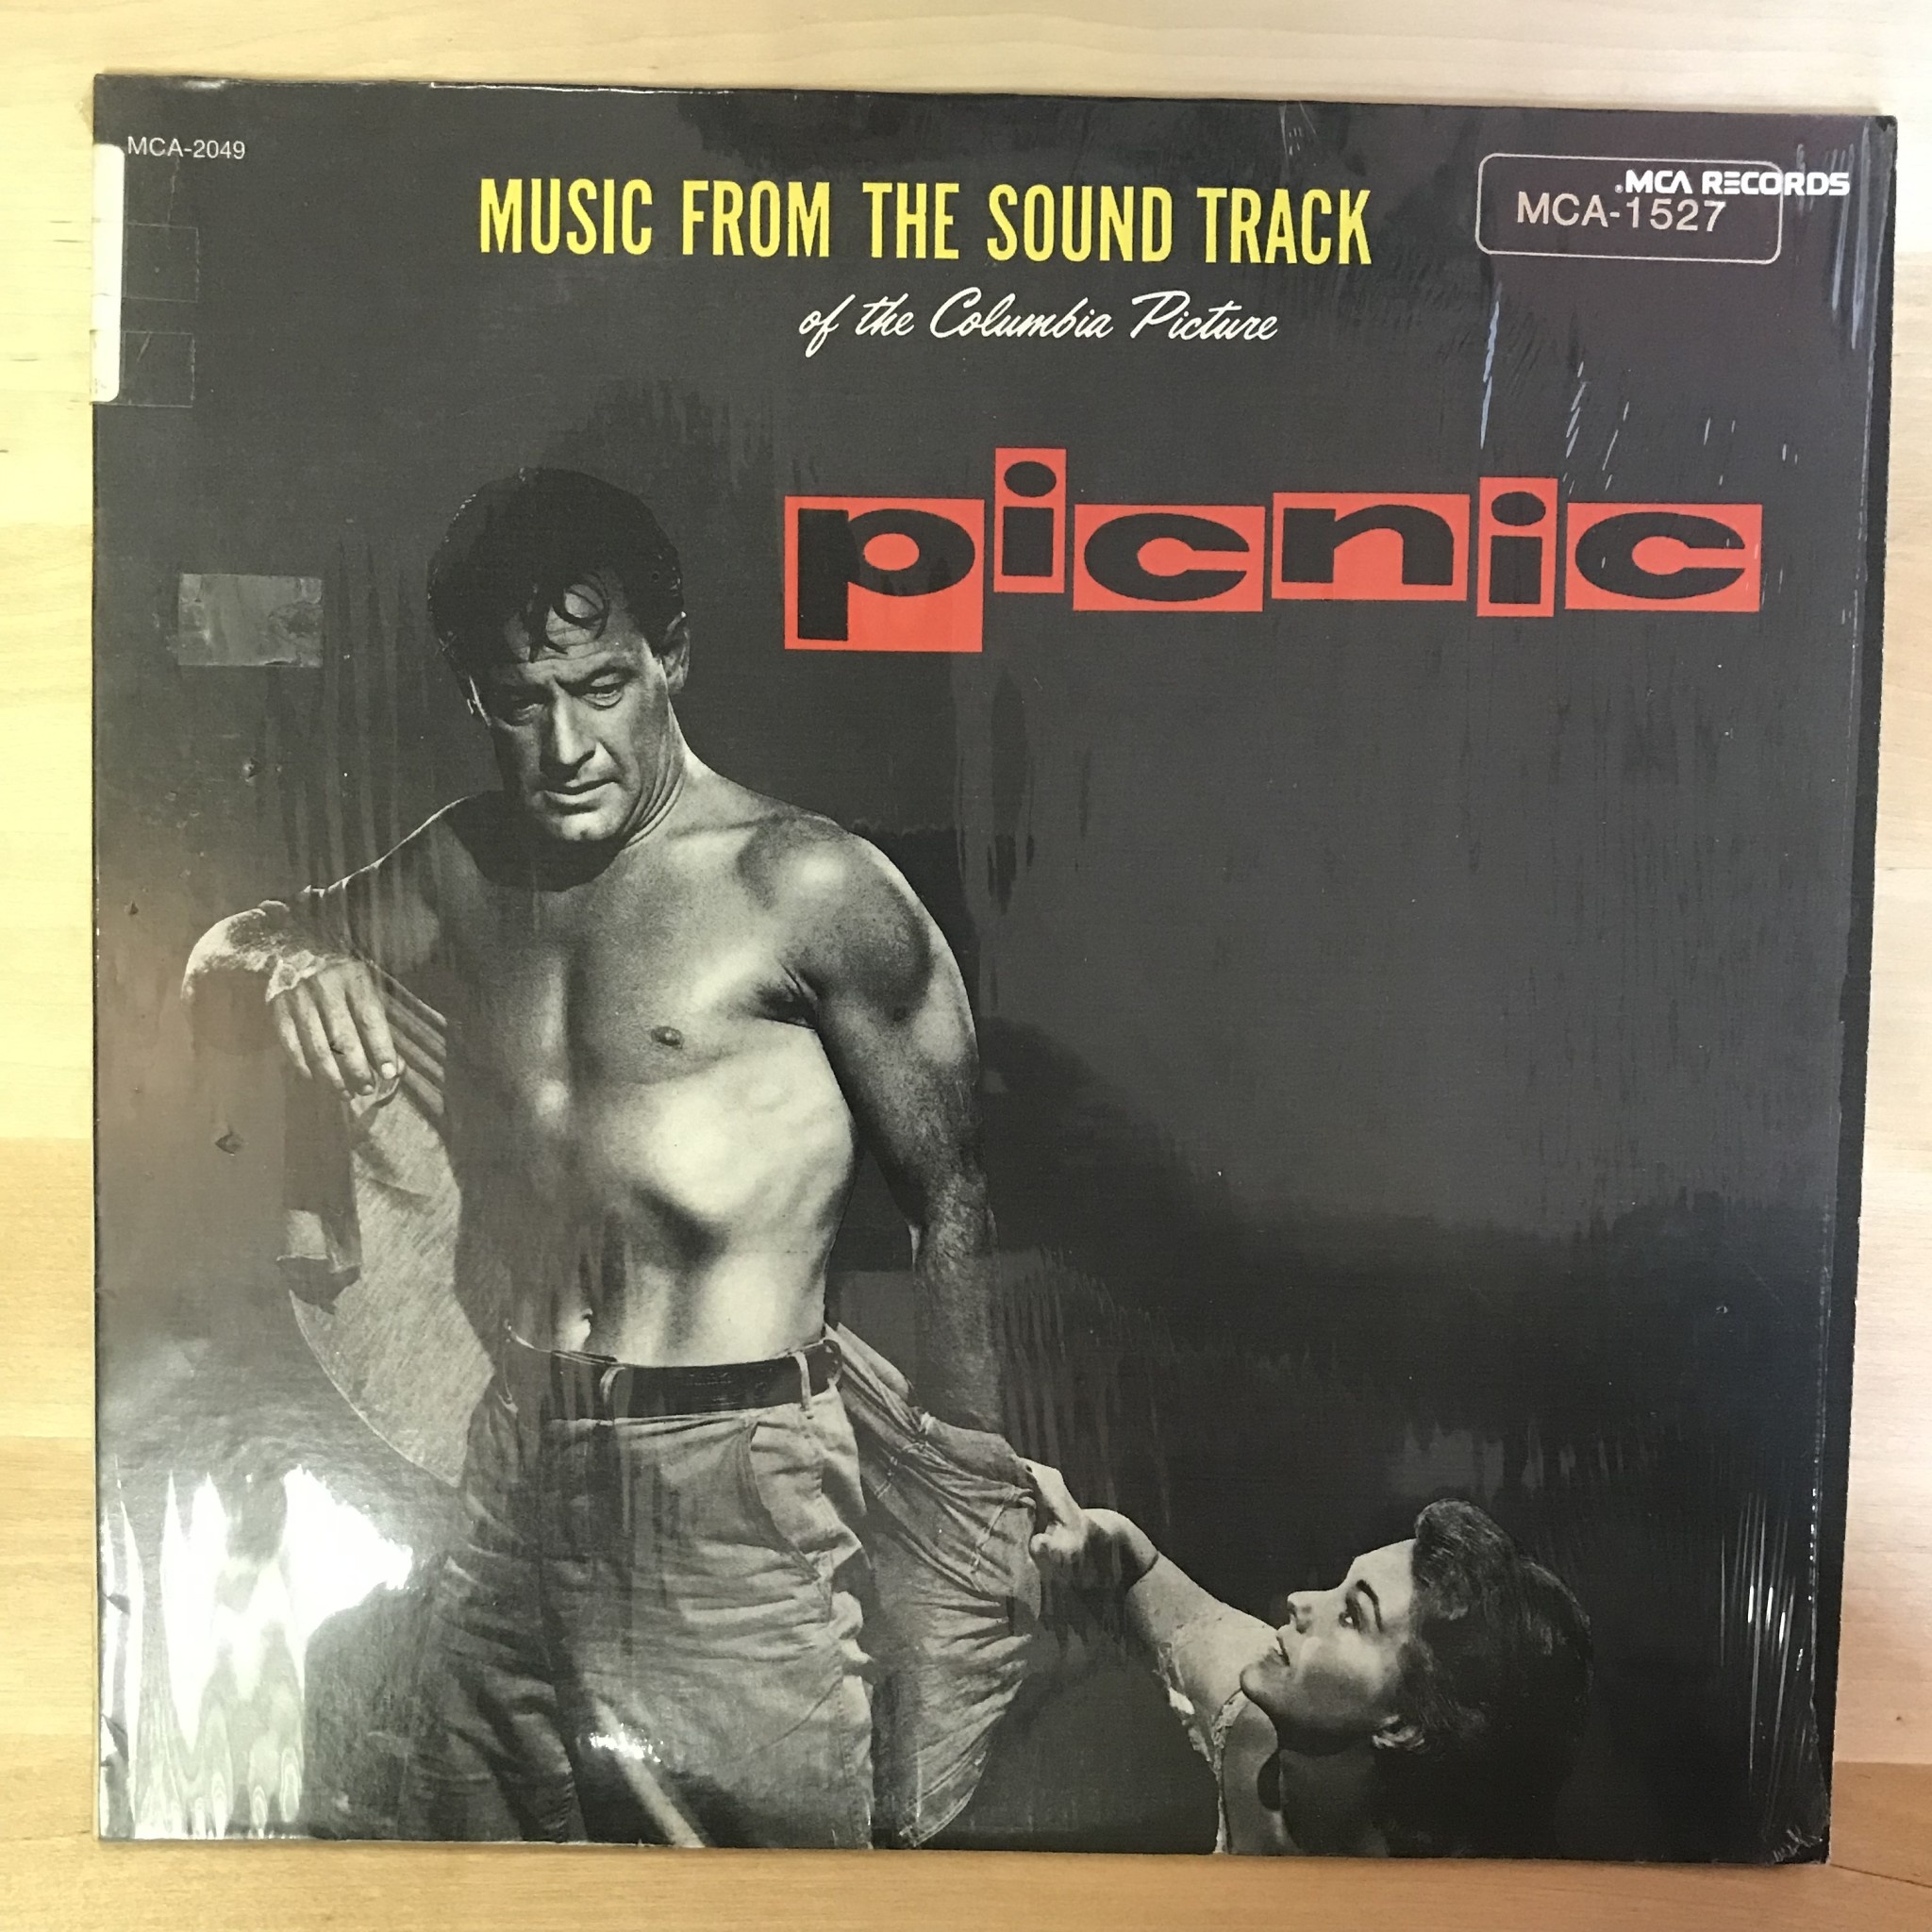 MCA-2049
MCA RECORDS
MCA-1527
MUSIC FROM THE SOUND TRACK
of the Columbia Picture
picnic